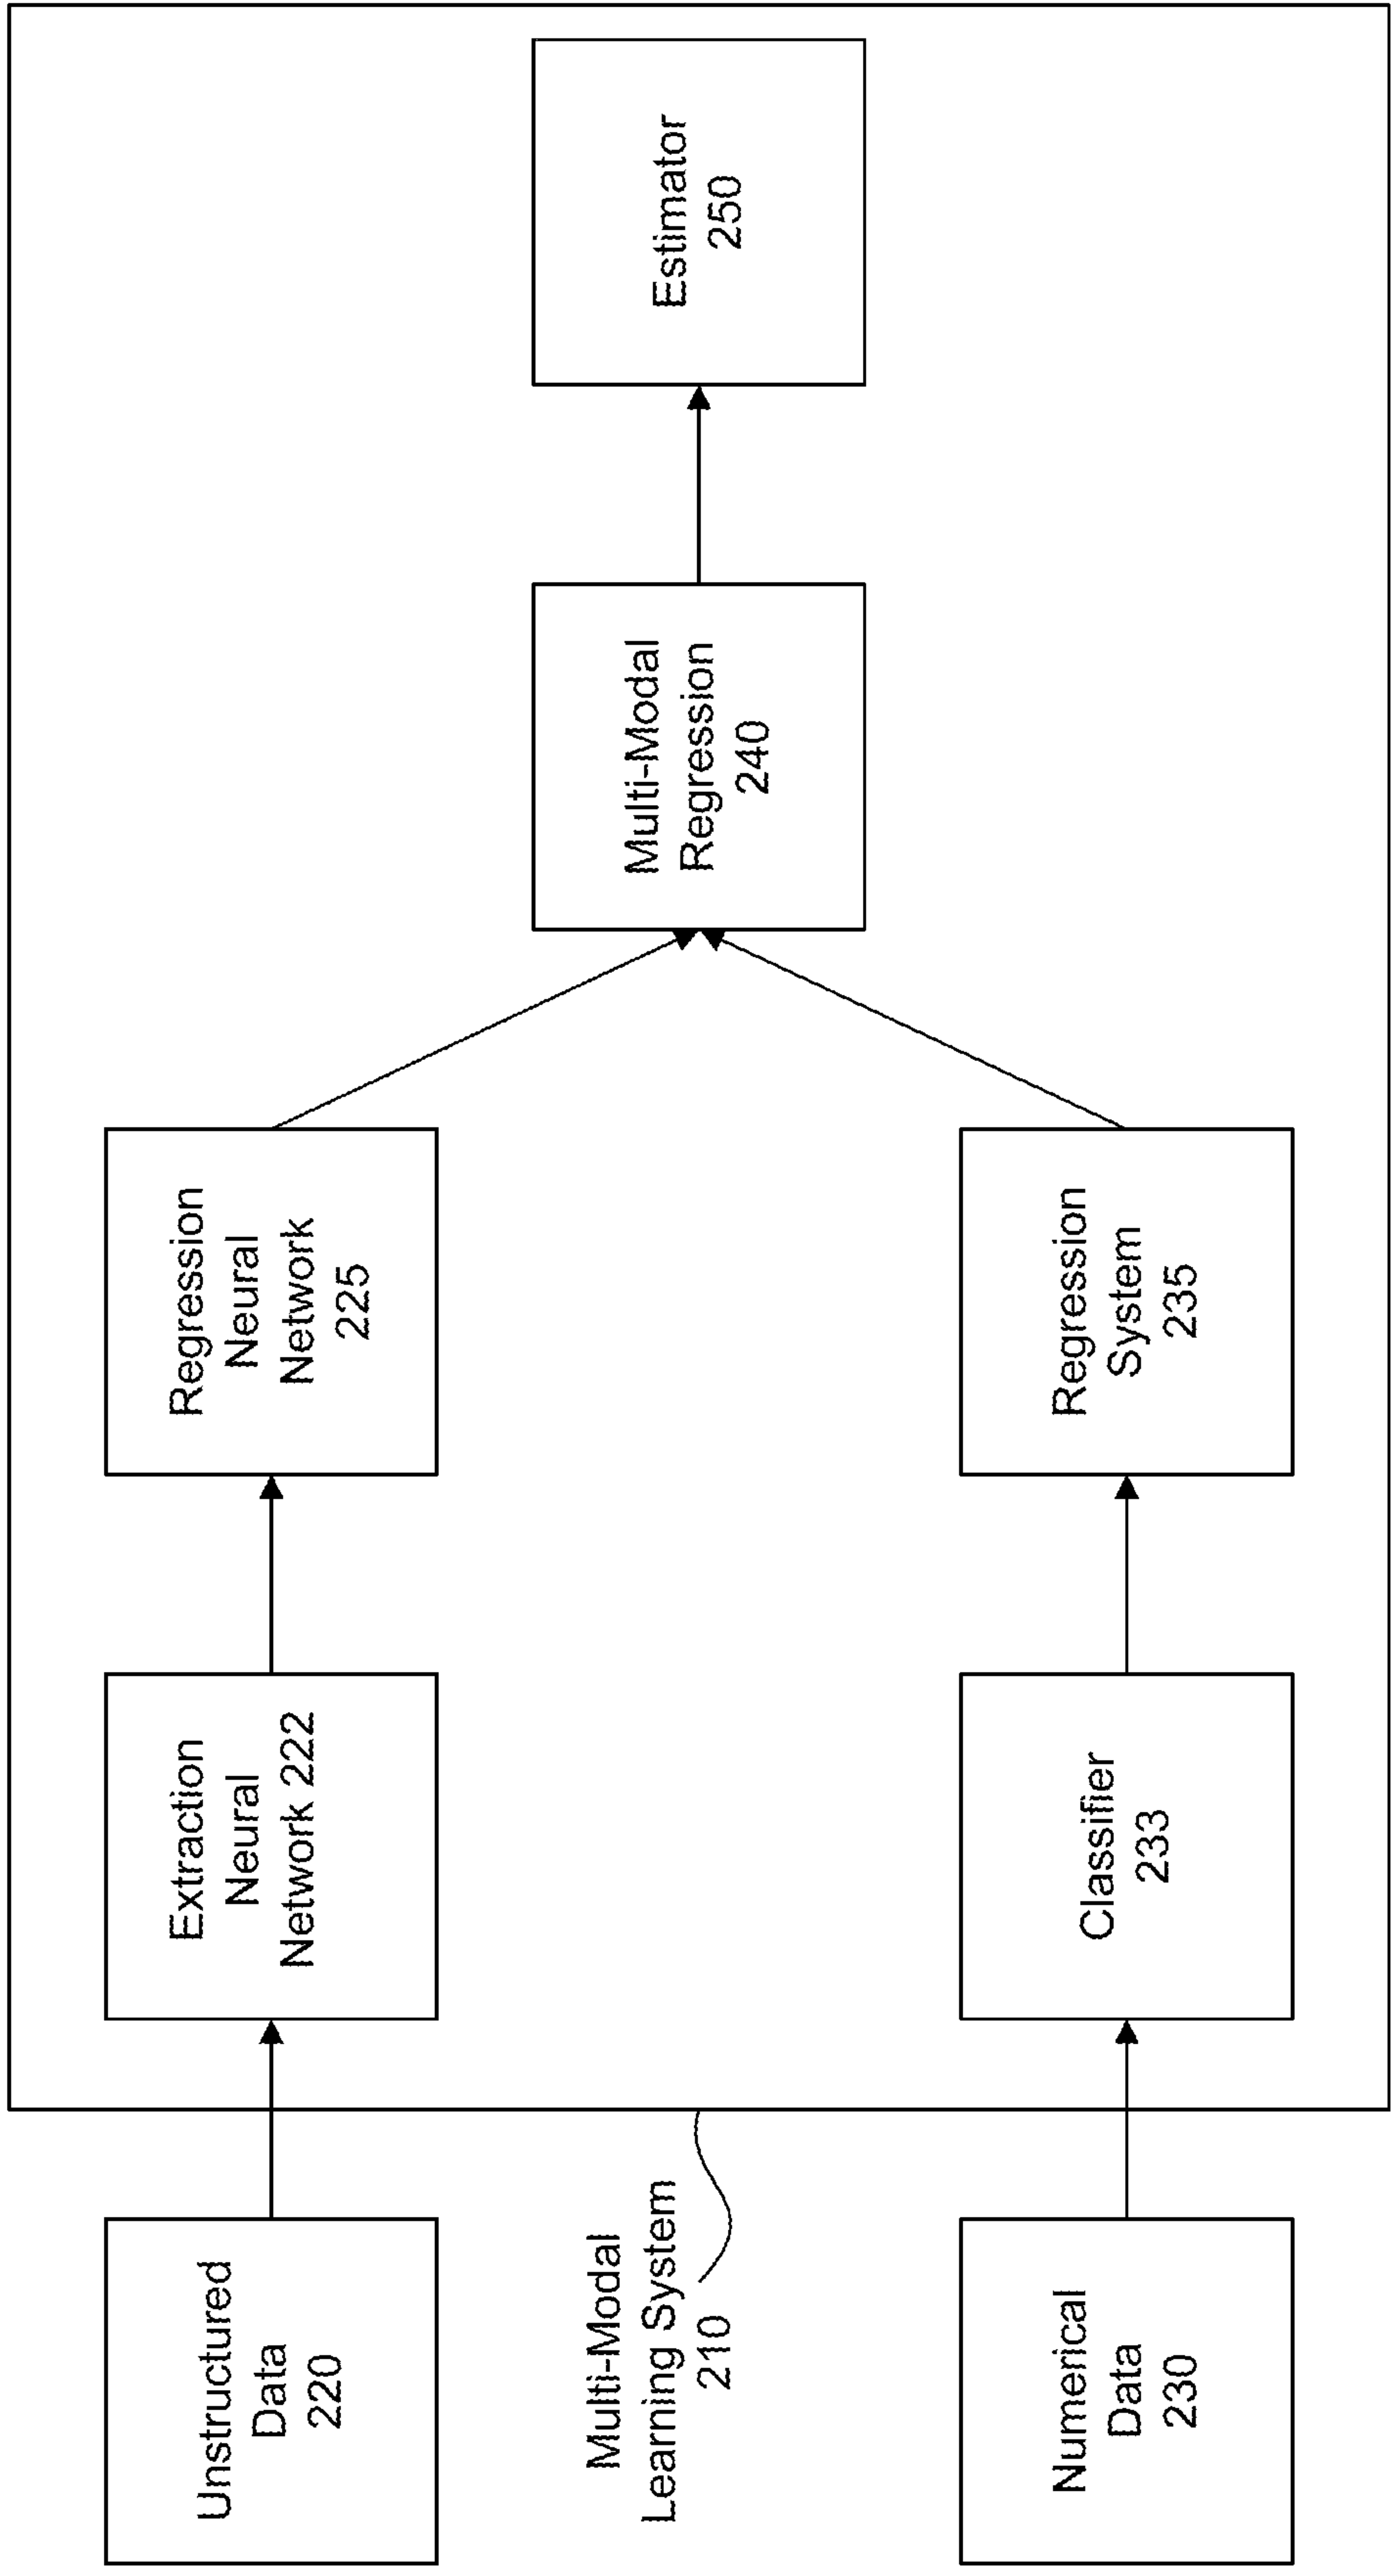 Unstructured
Data
220
Extraction
Neural
Network 222
Regression
Neural
Network
225
Multi-Modal
Learning System
210
Multi-Modal
Regression
240
Estimator
250
Numerical
Data
230
Classifier
233
Regression
System
235